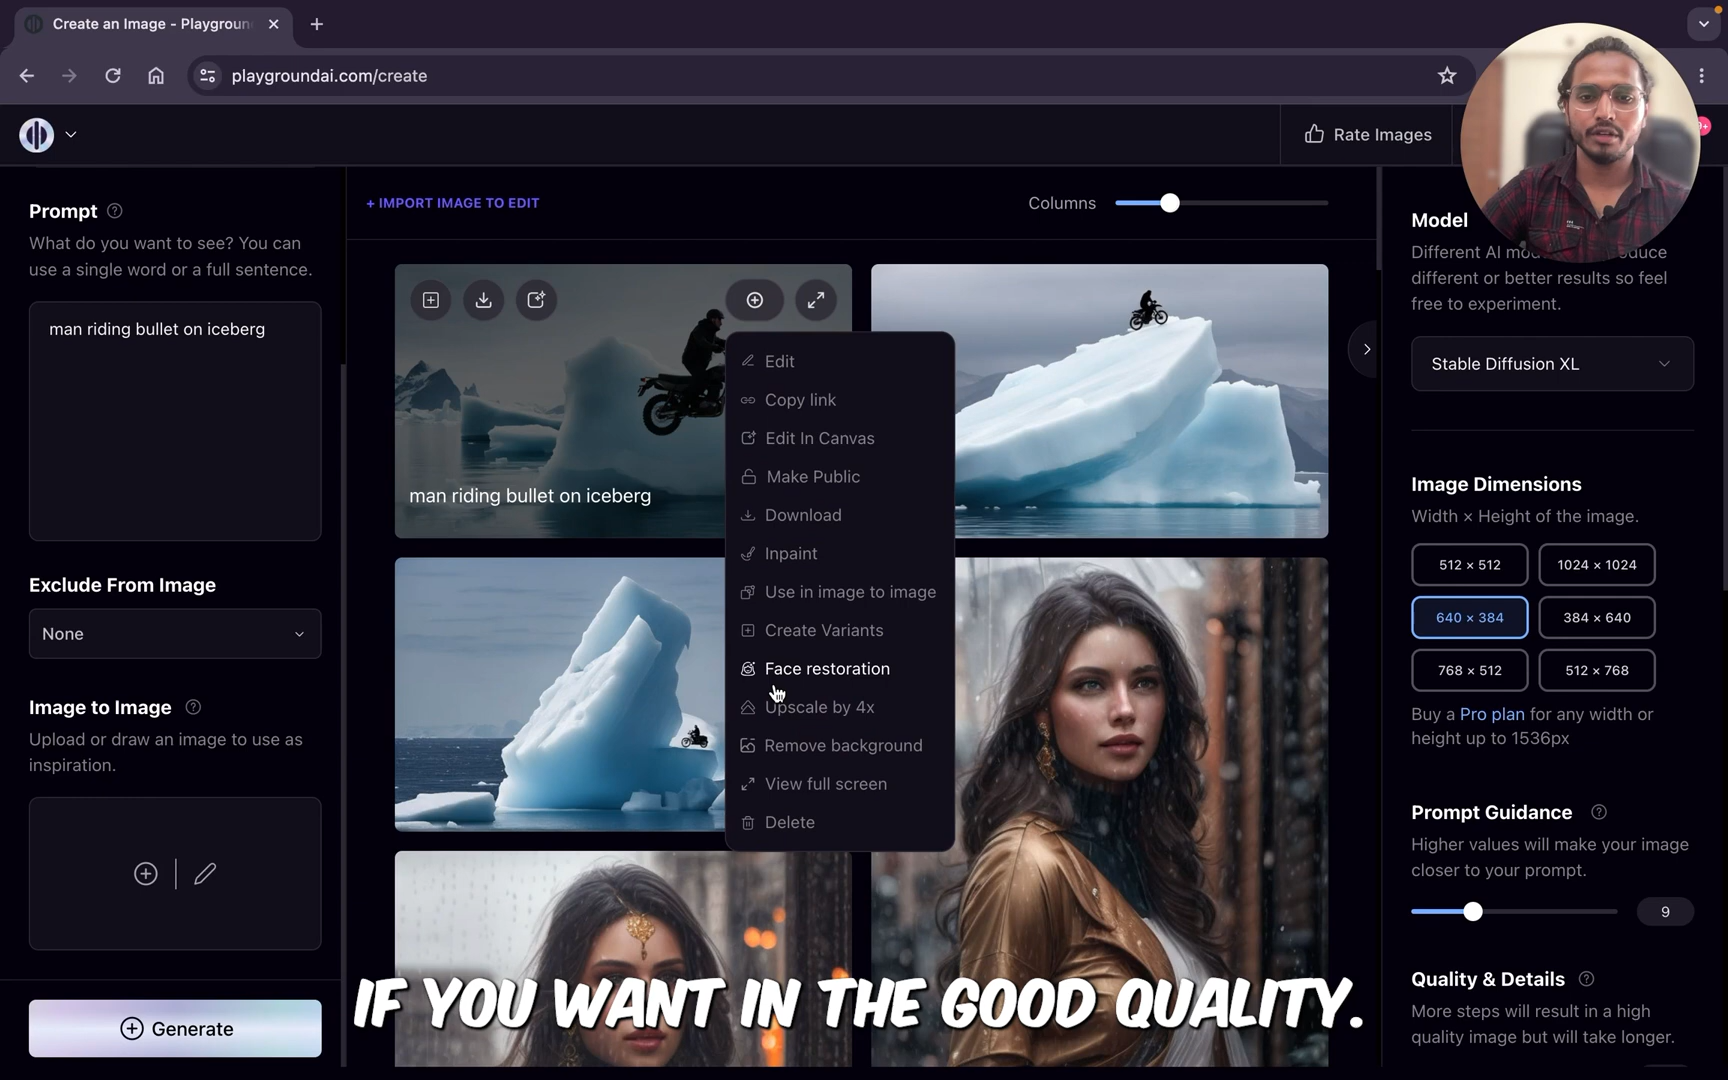 Create an Image - Playgroun
playgroundai.com/create
Rate Images
9+
Prompt
What do you want to see? You can
use a single word or a full sentence.
man riding bullet on iceberg
Exclude From Image
None
Image to Image
Upload or draw an image to use as
inspiration.
Generate
+ IMPORT IMAGE TO EDIT
Columns
man riding bullet on iceberg
Edit
Copy link
Edit In Canvas
Make Public
Download
Inpaint
Use in image to image
Create Variants
Face restoration
Upscale by 4x
Remove background
View full screen
Delete
IF YOU WANT IN THE GOOD QUALITY.
Model
Different AI mo duce
different or better results so feel
free to experiment.
Stable Diffusion XL
Image Dimensions
Width × Height of the image.
512 × 512 1024 × 1024
640 × 384 384 × 640
768 × 512 512 × 768
Buy a Pro plan for any width or
height up to 1536px
Prompt Guidance
Higher values will make your image
closer to your prompt.
9
Quality & Details
More steps will result in a high
quality image but will take longer.